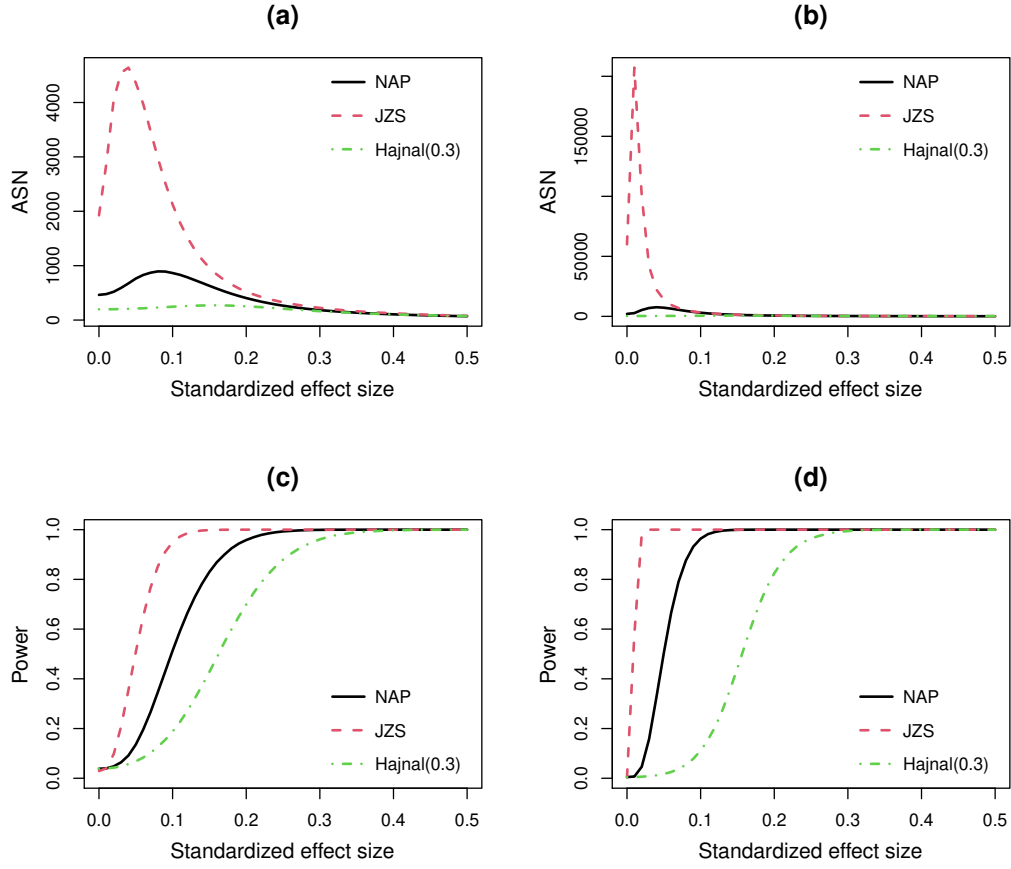 (a)
ASN
0
1000
2000
3000
4000
NAP
JZS
Hajnal(0.3)
0.0 0.1 0.2 0.3 0.4 0.5
Standardized effect size
(b)
ASN
0
50000
150000
NAP
JZS
Hajnal(0.3)
0.0 0.1 0.2 0.3 0.4 0.5
Standardized effect size
(c)
Power
0.0
0.2
0.4
0.6
0.8
1.0
NAP
JZS
Hajnal(0.3)
0.0 0.1 0.2 0.3 0.4 0.5
Standardized effect size
(d)
Power
0.0
0.2
0.4
0.6
0.8
1.0
NAP
JZS
Hajnal(0.3)
0.0 0.1 0.2 0.3 0.4 0.5
Standardized effect size